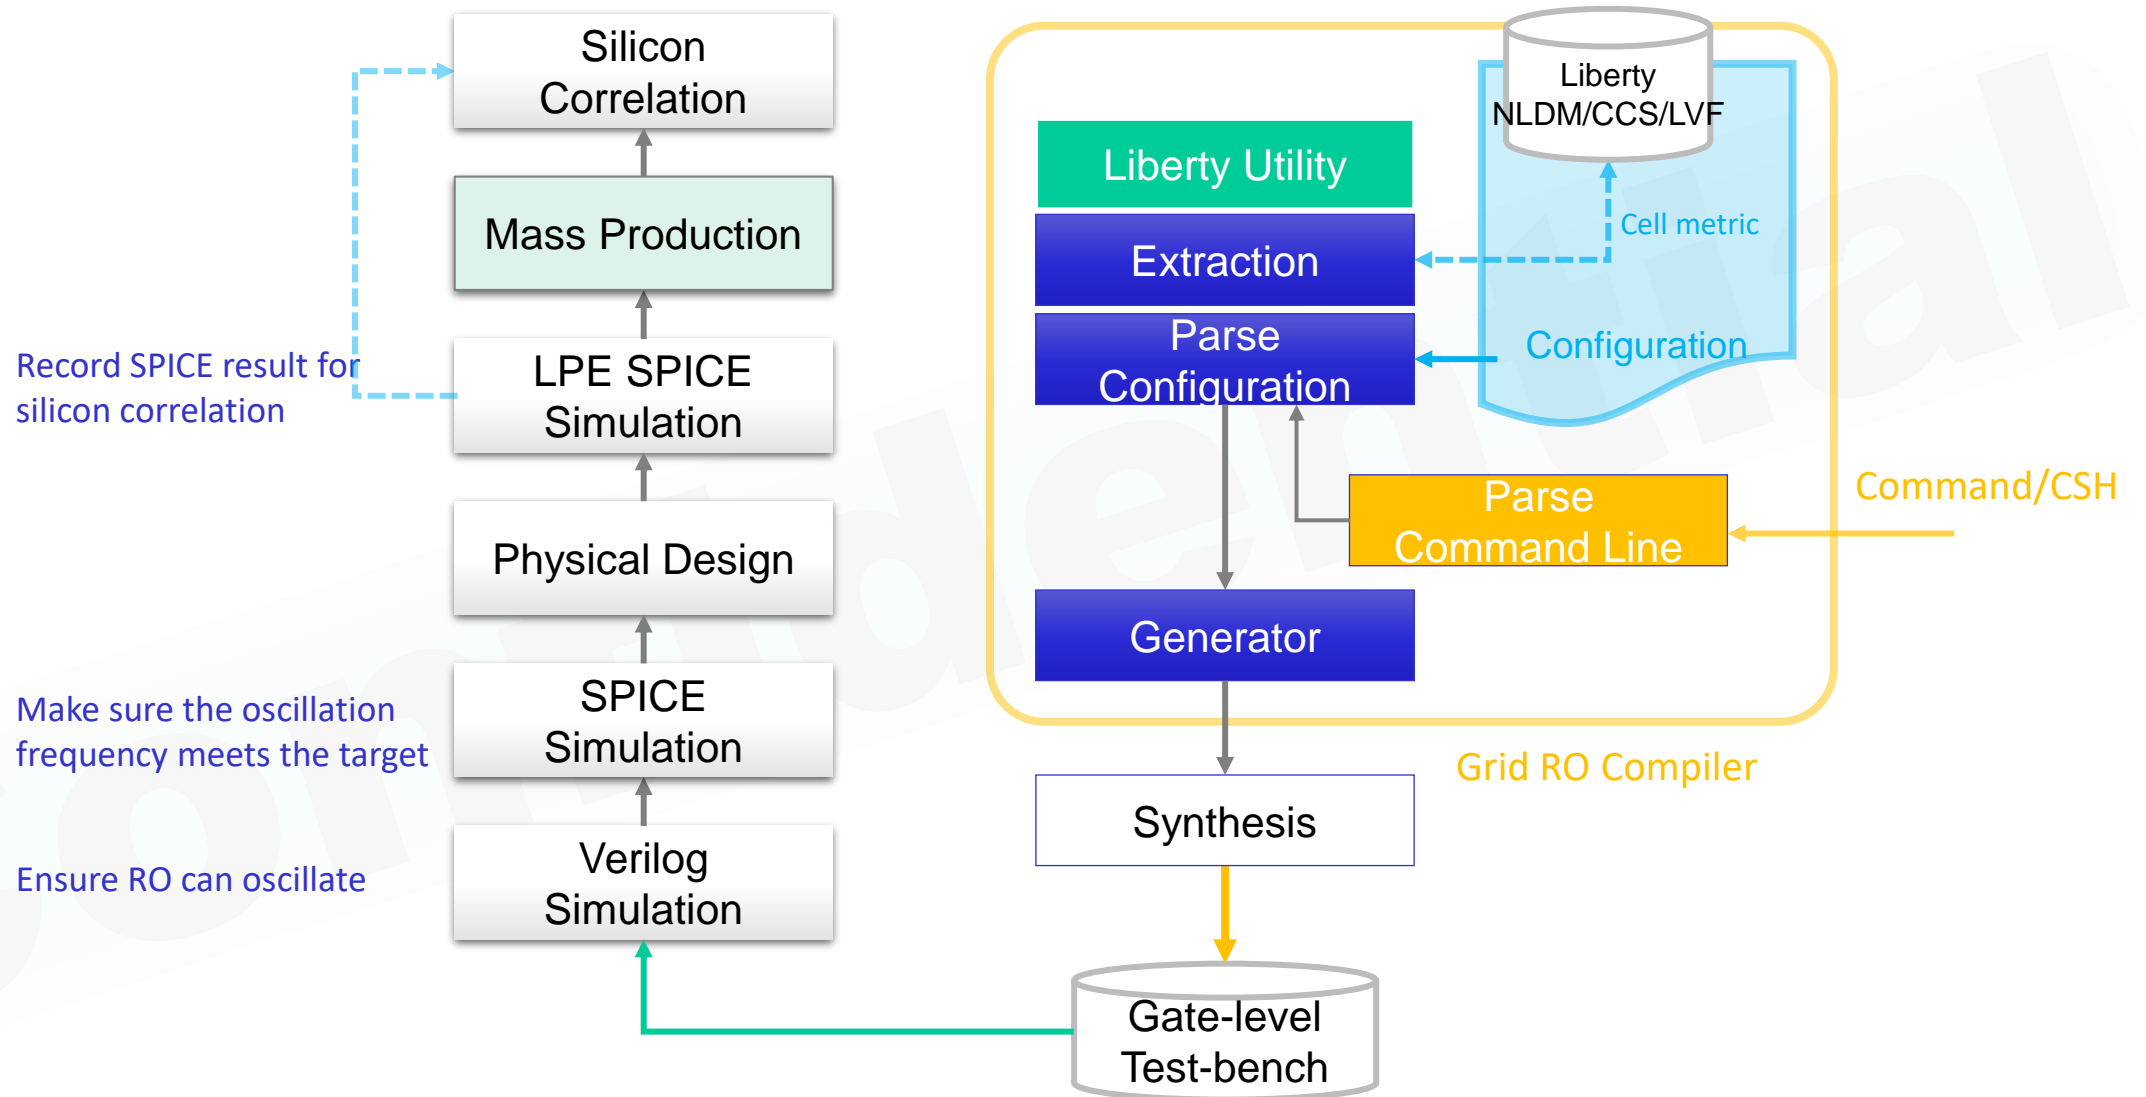 Silicon
Correlation
Mass Production
Record SPICE result for
silicon correlation
LPE SPICE
Simulation
Physical Design
Make sure the oscillation
frequency meets the target
SPICE
Simulation
Ensure RO can oscillate
Verilog
Simulation
Liberty
NLDM/CCS/LVF
Liberty Utility
Cell metric
Extraction
Parse
Configuration
Configuration
Parse
Command Line
Command/CSH
Generator
Grid RO Compiler
Synthesis
Gate-level
Test-bench
Confidential